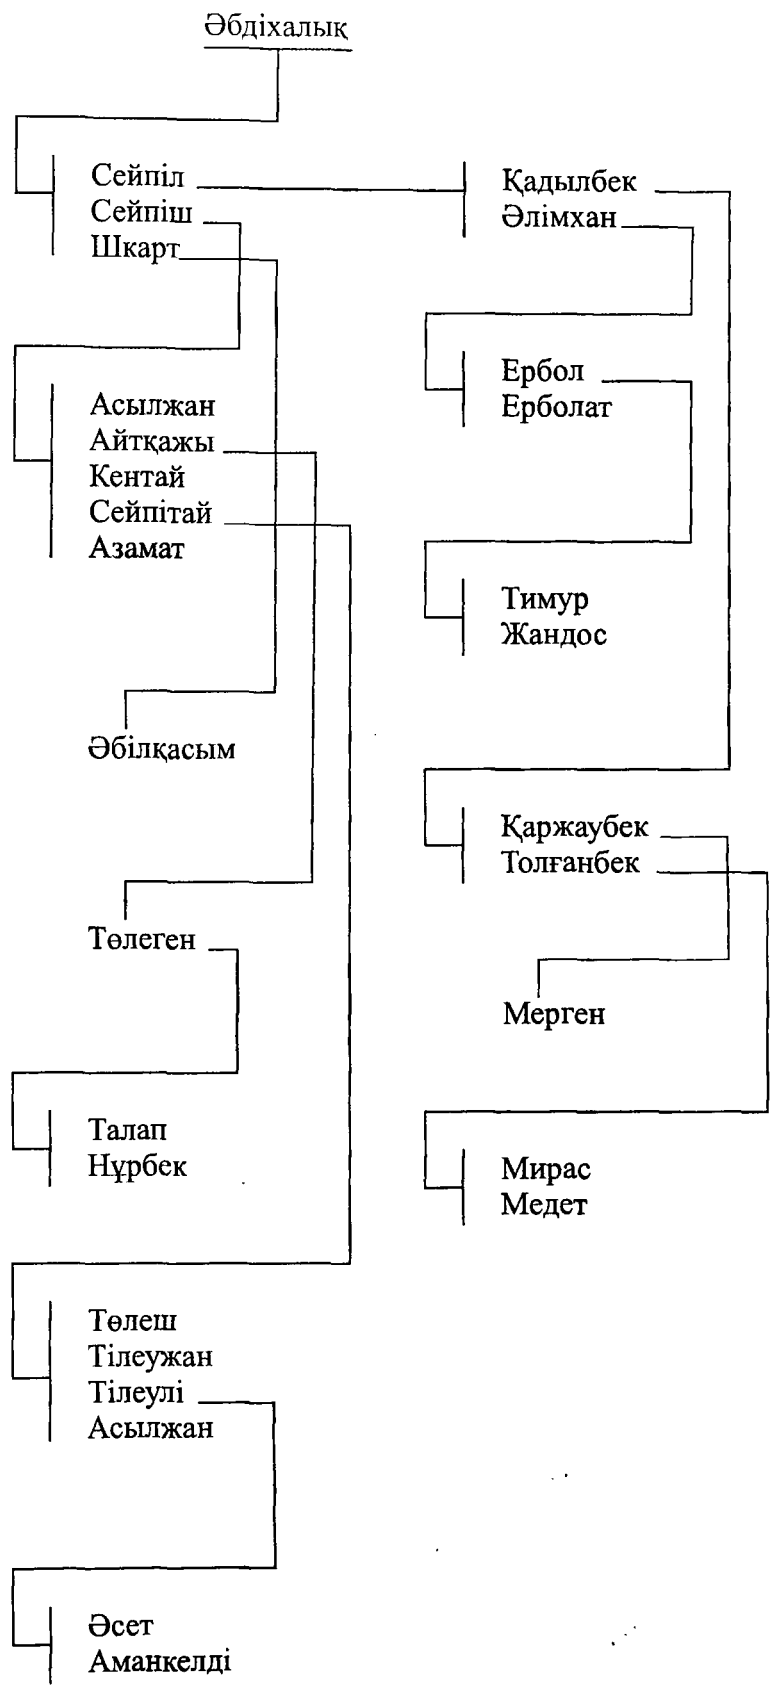 Әбдіхалық
Сейпіл
Сейпіш
Шкарт
Қадылбек
Әлімхан
Ербол
Ерболат
Асылжан
Айтқажы
Кентай
Сейпітай
Азамат
Тимур
Жандос
Әбілқасым
Қаржаубек
Толғанбек
Төлеген
Мерген
Талап
Нұрбек
Мирас
Медет
Төлеш
Тілеужан
Тілеулі
Асылжан
Әсет
Аманкелді